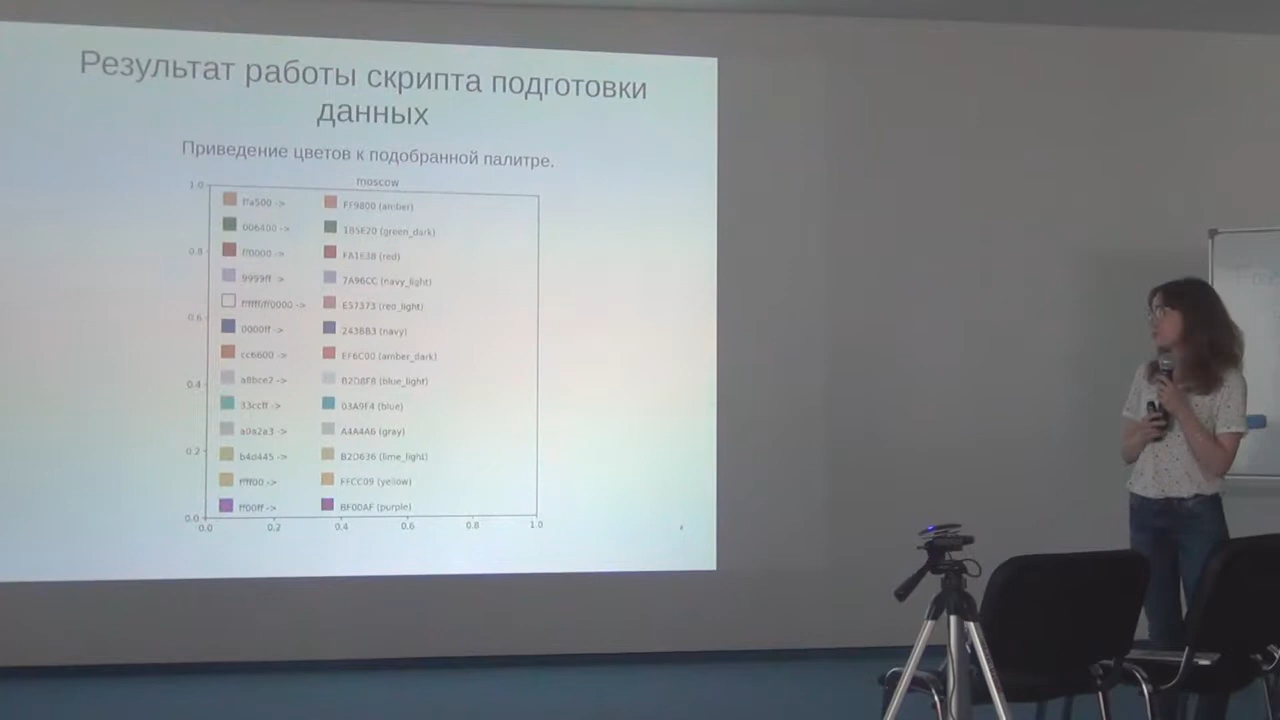 Результат работы скрипта подготовки
данных
Приведение цветов к подобранной палитре.
moscow
1.0
0.8
0.6
0.4
0.2
0.0
ffa500 -> FF9800 (amber)
006400 -> 1B5E20 (green_dark)
ff0000 -> FA1E3B (red)
9999ff -> 7A96CC (navy_light)
ffffff/ff0000 -> E57373 (red_light)
0000ff -> 243BB3 (navy)
cc6600 -> EF6C00 (amber_dark)
a8bce2 -> B2D8F8 (blue_light)
33ccff -> 03A9F4 (blue)
a0a2a3 -> A4A4A6 (gray)
b4d445 -> B2D636 (lime_light)
ffff00 -> FFCC09 (yellow)
ff00ff -> BF00AF (purple)
0.0 0.2 0.4 0.6 0.8 1.0